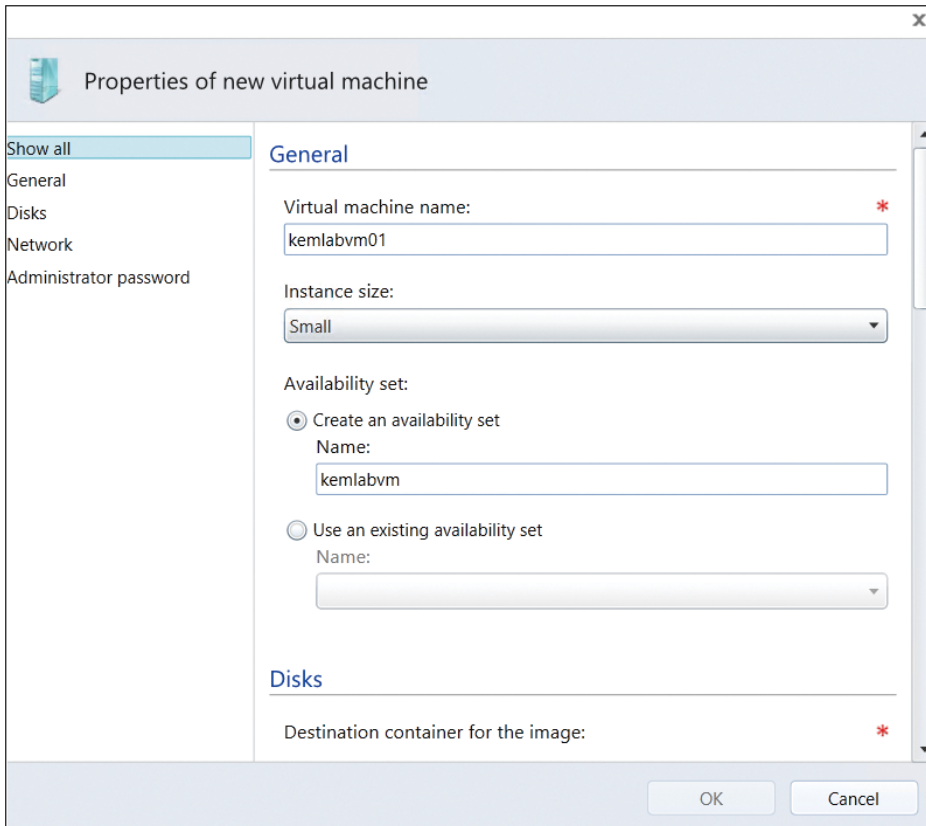 x
Properties of new virtual machine
Show all
General
Disks
Network
Administrator password
General
Virtual machine name: *
kemlabvm01
Instance size:
Small
Availability set:
Create an availability set
Name:
kemlabvm
Use an existing availability set
Name:
Disks
Destination container for the image: *
OK Cancel